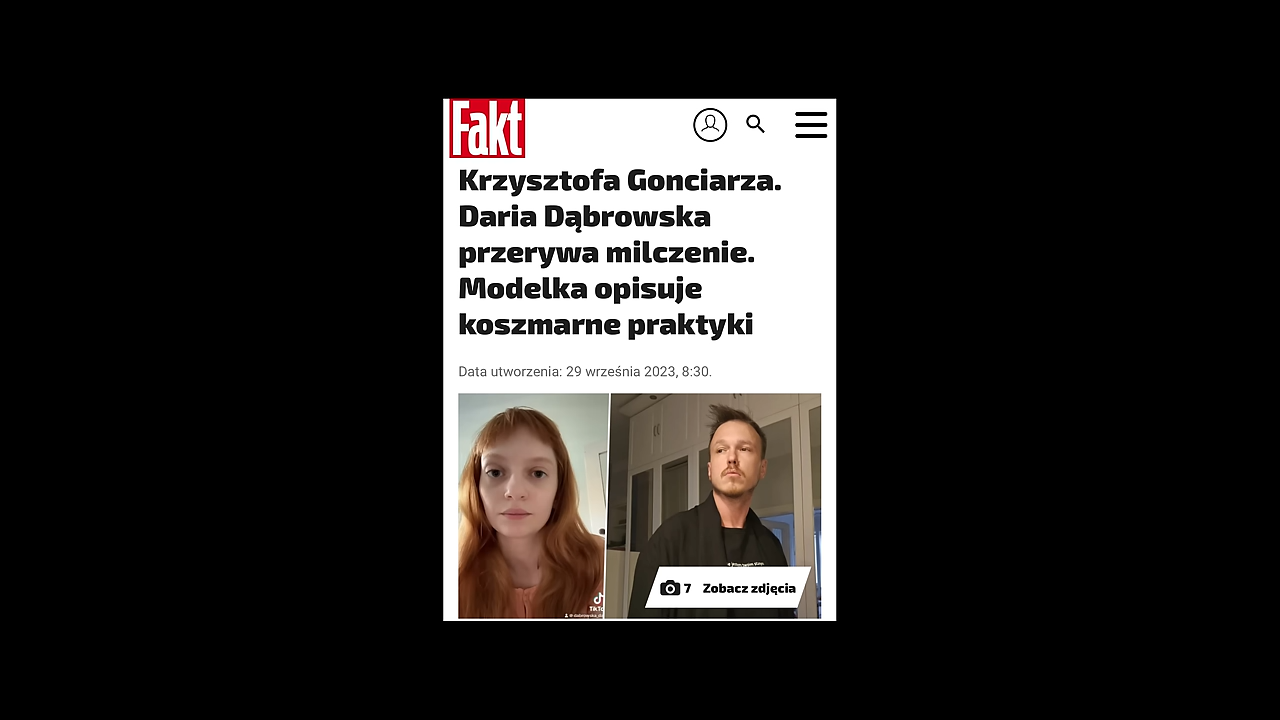 Fakt
Krzysztofa Gonciarza.
Daria Dąbrowska
przerywa milczenie.
Modelka opisuje
koszmarne praktyki
Data utworzenia: 29 września 2023, 8:30.
7 Zobacz zdjęcia